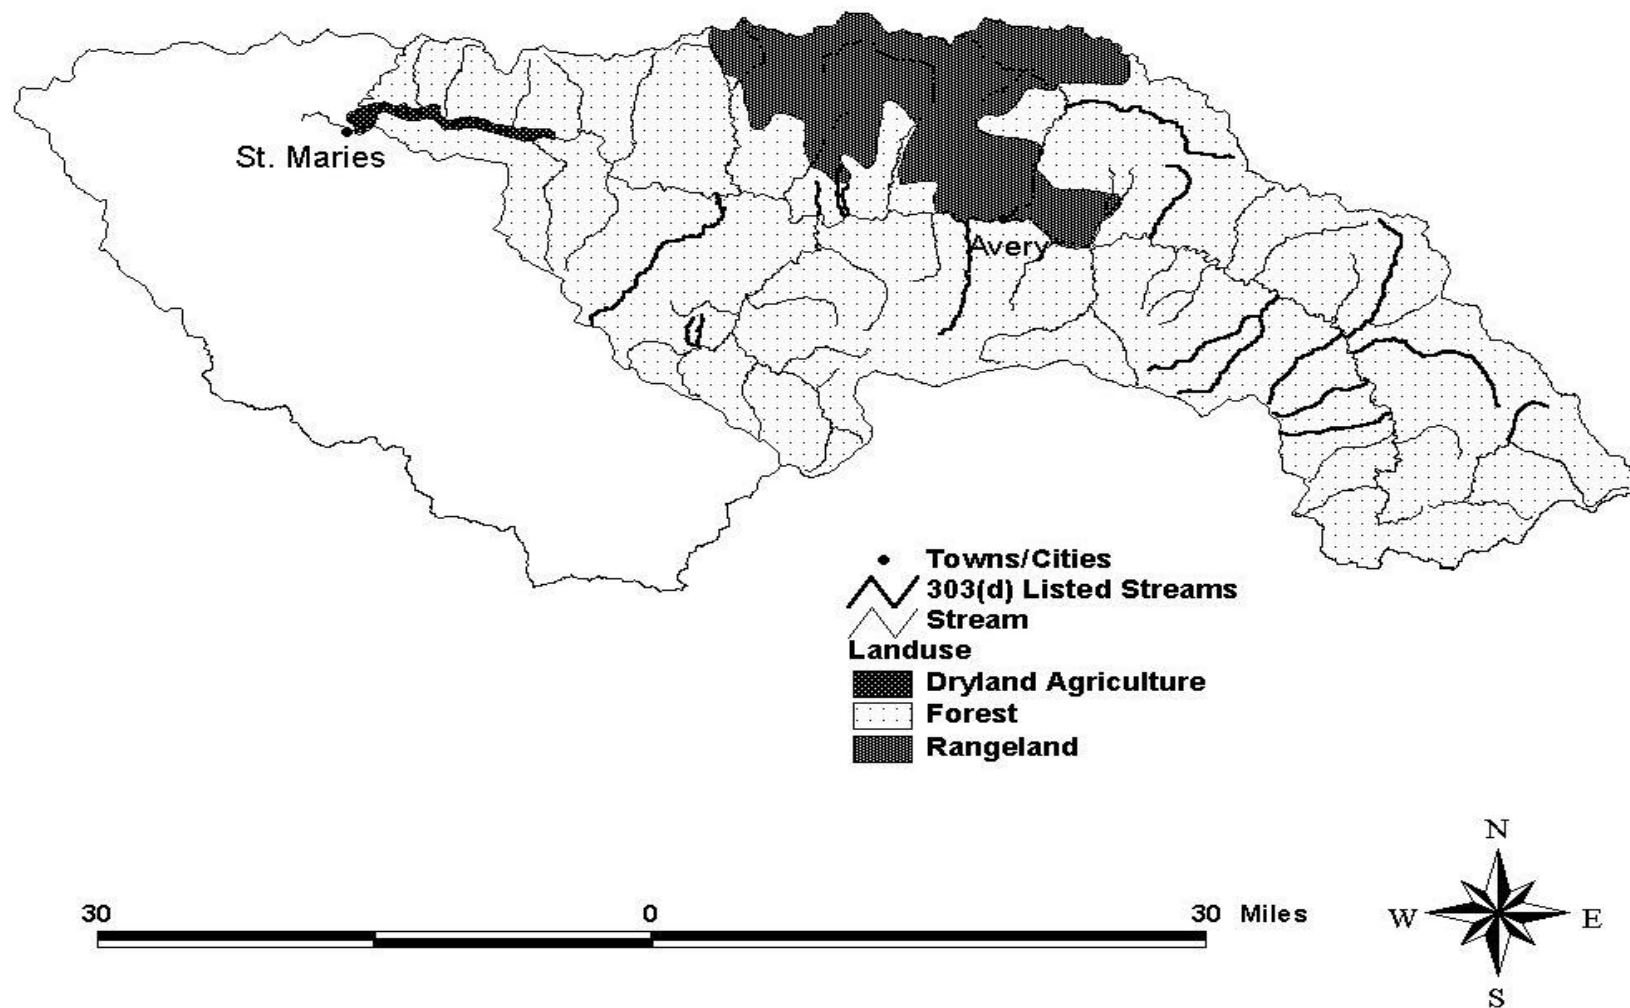 St. Maries
Avery
Towns/Cities
303(d) Listed Streams
Stream
Landuse
Dryland Agriculture
Forest
Rangeland
30 0 30 Miles
N
W E
S